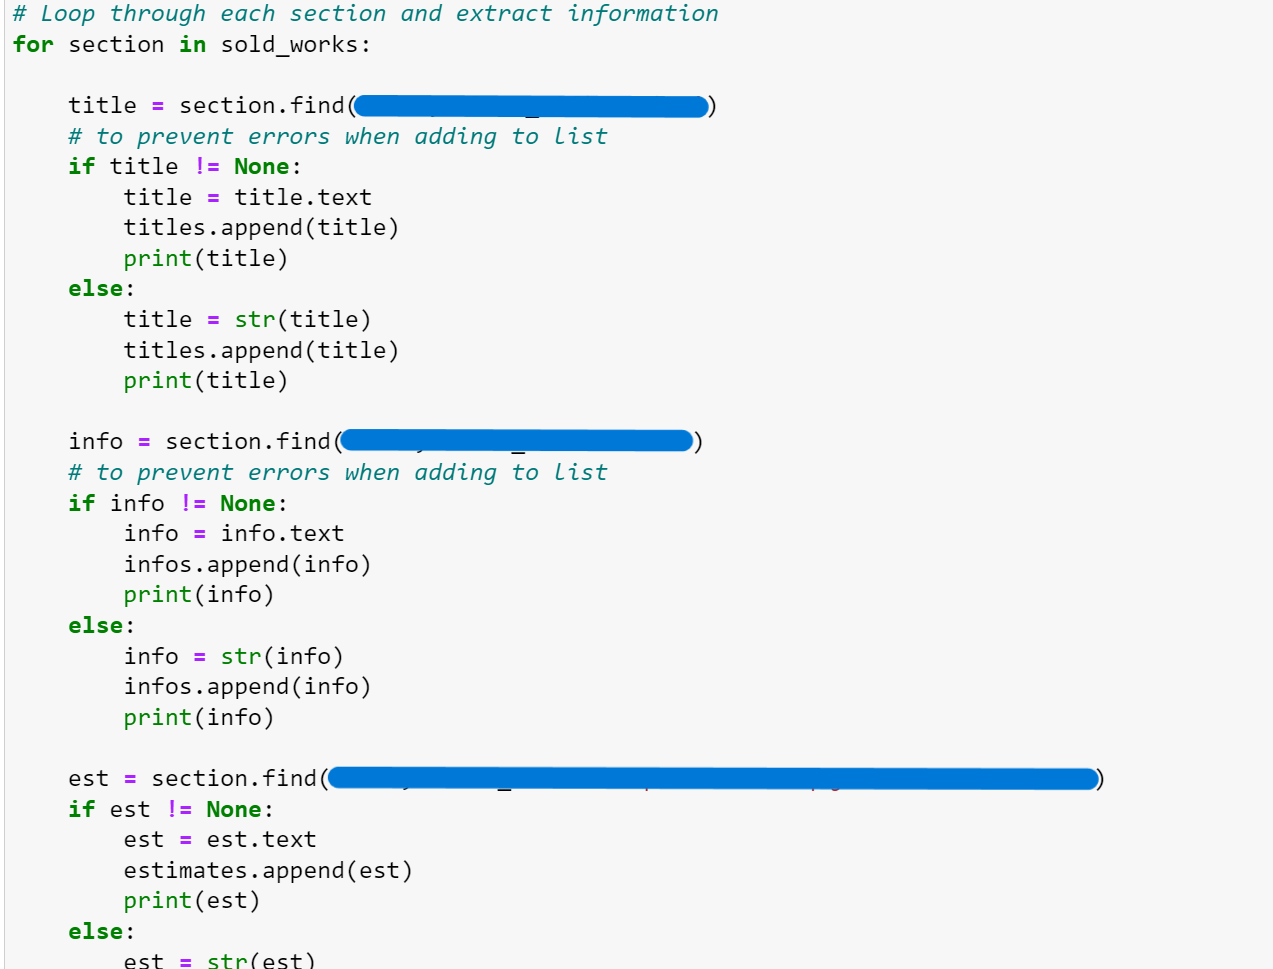 # Loop through each section and extract information
for section in sold_works:
title = section.find( )
# to prevent errors when adding to list
if title != None:
title = title.text
titles.append(title)
print(title)
else:
title = str(title)
titles.append(title)
print(title)
info = section.find( )
# to prevent errors when adding to list
if info != None:
info = info.text
infos.append(info)
print(info)
else:
info = str(info)
infos.append(info)
print(info)
est = section.find( )
if est != None:
est = est.text
estimates.append(est)
print(est)
else:
est = str(est)